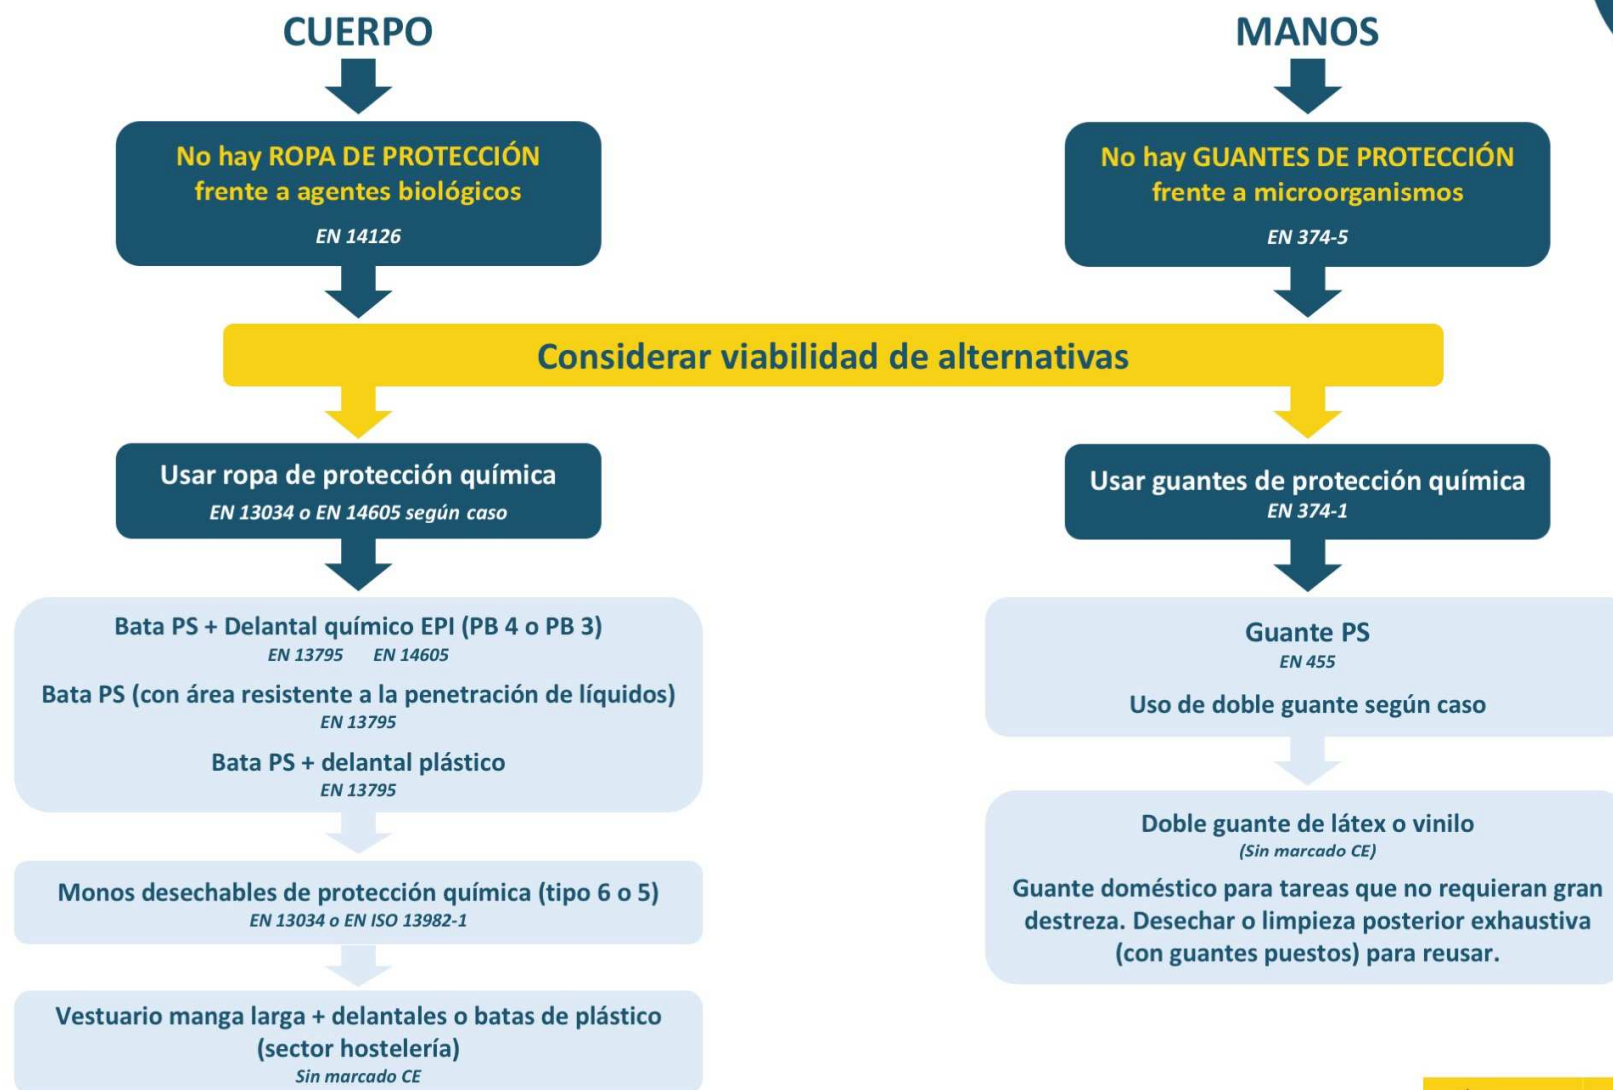 CUERPO
No hay ROPA DE PROTECCIÓN
frente a agentes biológicos
EN 14126
MANOS
No hay GUANTES DE PROTECCIÓN
frente a microorganismos
EN 374-5
Considerar viabilidad de alternativas
Usar ropa de protección química
EN 13034 o EN 14605 según caso
Bata PS + Delantal químico EPI (PB 4 o PB 3)
EN 13795 EN 14605
Bata PS (con área resistente a la penetración de líquidos)
EN 13795
Bata PS + delantal plástico
EN 13795
Monos desechables de protección química (tipo 6 o 5)
EN 13034 o EN ISO 13982-1
Vestuario manga larga + delantales o batas de plástico
(sector hostelería)
Sin marcado CE
Usar guantes de protección química
EN 374-1
Guante PS
EN 455
Uso de doble guante según caso
Doble guante de látex o vinilo
(Sin marcado CE)
Guante doméstico para tareas que no requieran gran
destreza. Desechar o limpieza posterior exhaustiva
(con guantes puestos) para reusar.